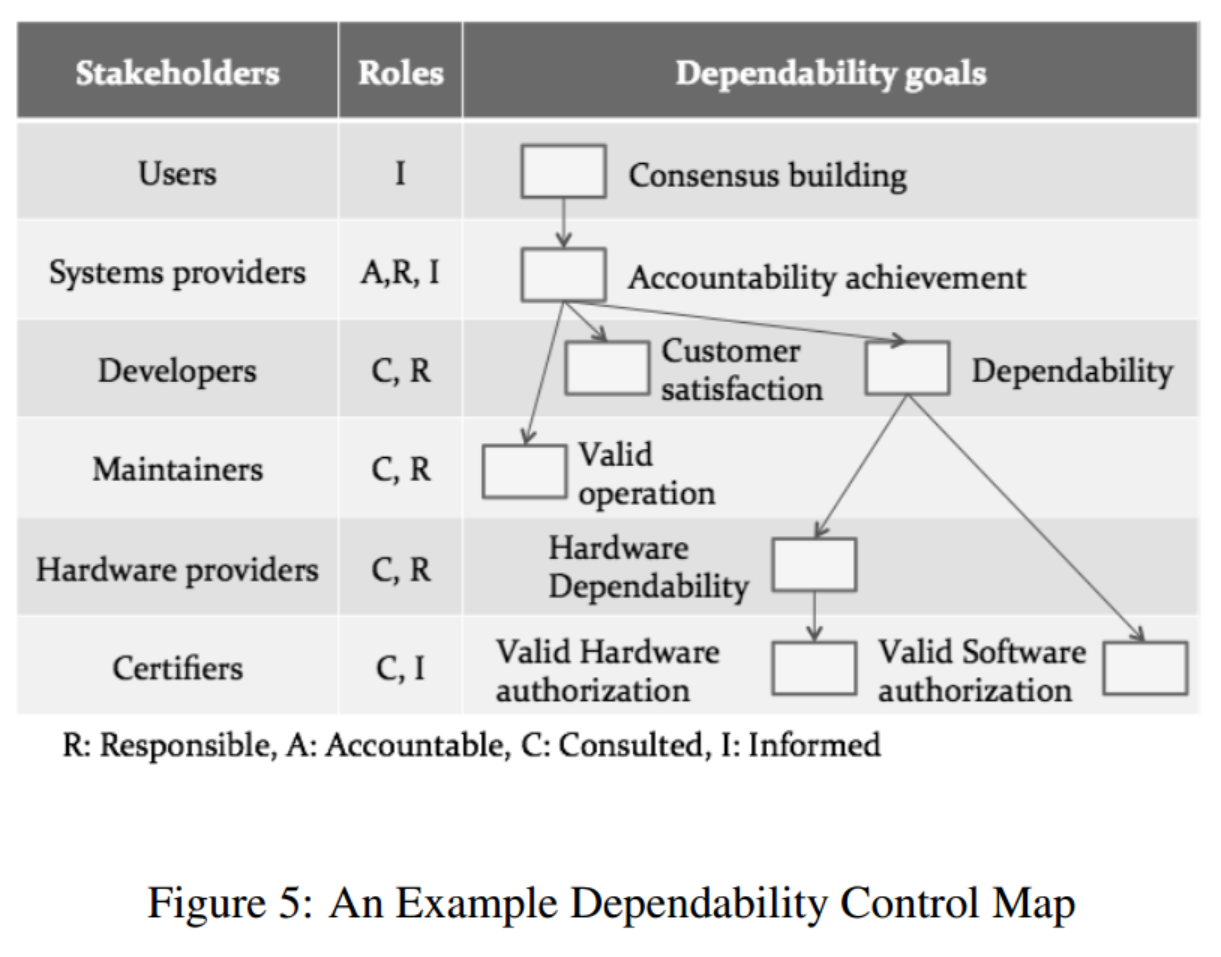 Stakeholders Roles Dependability goals
Users I Consensus building
Systems providers A,R, I Accountability achievement
Developers C, R Customer satisfaction Dependability
Maintainers C, R Valid operation
Hardware providers C, R Hardware Dependability
Certifiers C, I Valid Hardware authorization Valid Software authorization
R: Responsible, A: Accountable, C: Consulted, I: Informed
Figure 5: An Example Dependability Control Map